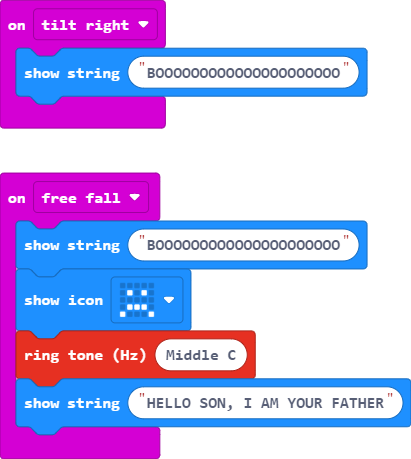 on tilt right
show string "BOOOOOOOOOOOOOOOOOOOOO"
on free fall
show string "BOOOOOOOOOOOOOOOOOOOOO"
show icon
ring tone (Hz) Middle C
show string "HELLO SON, I AM YOUR FATHER"